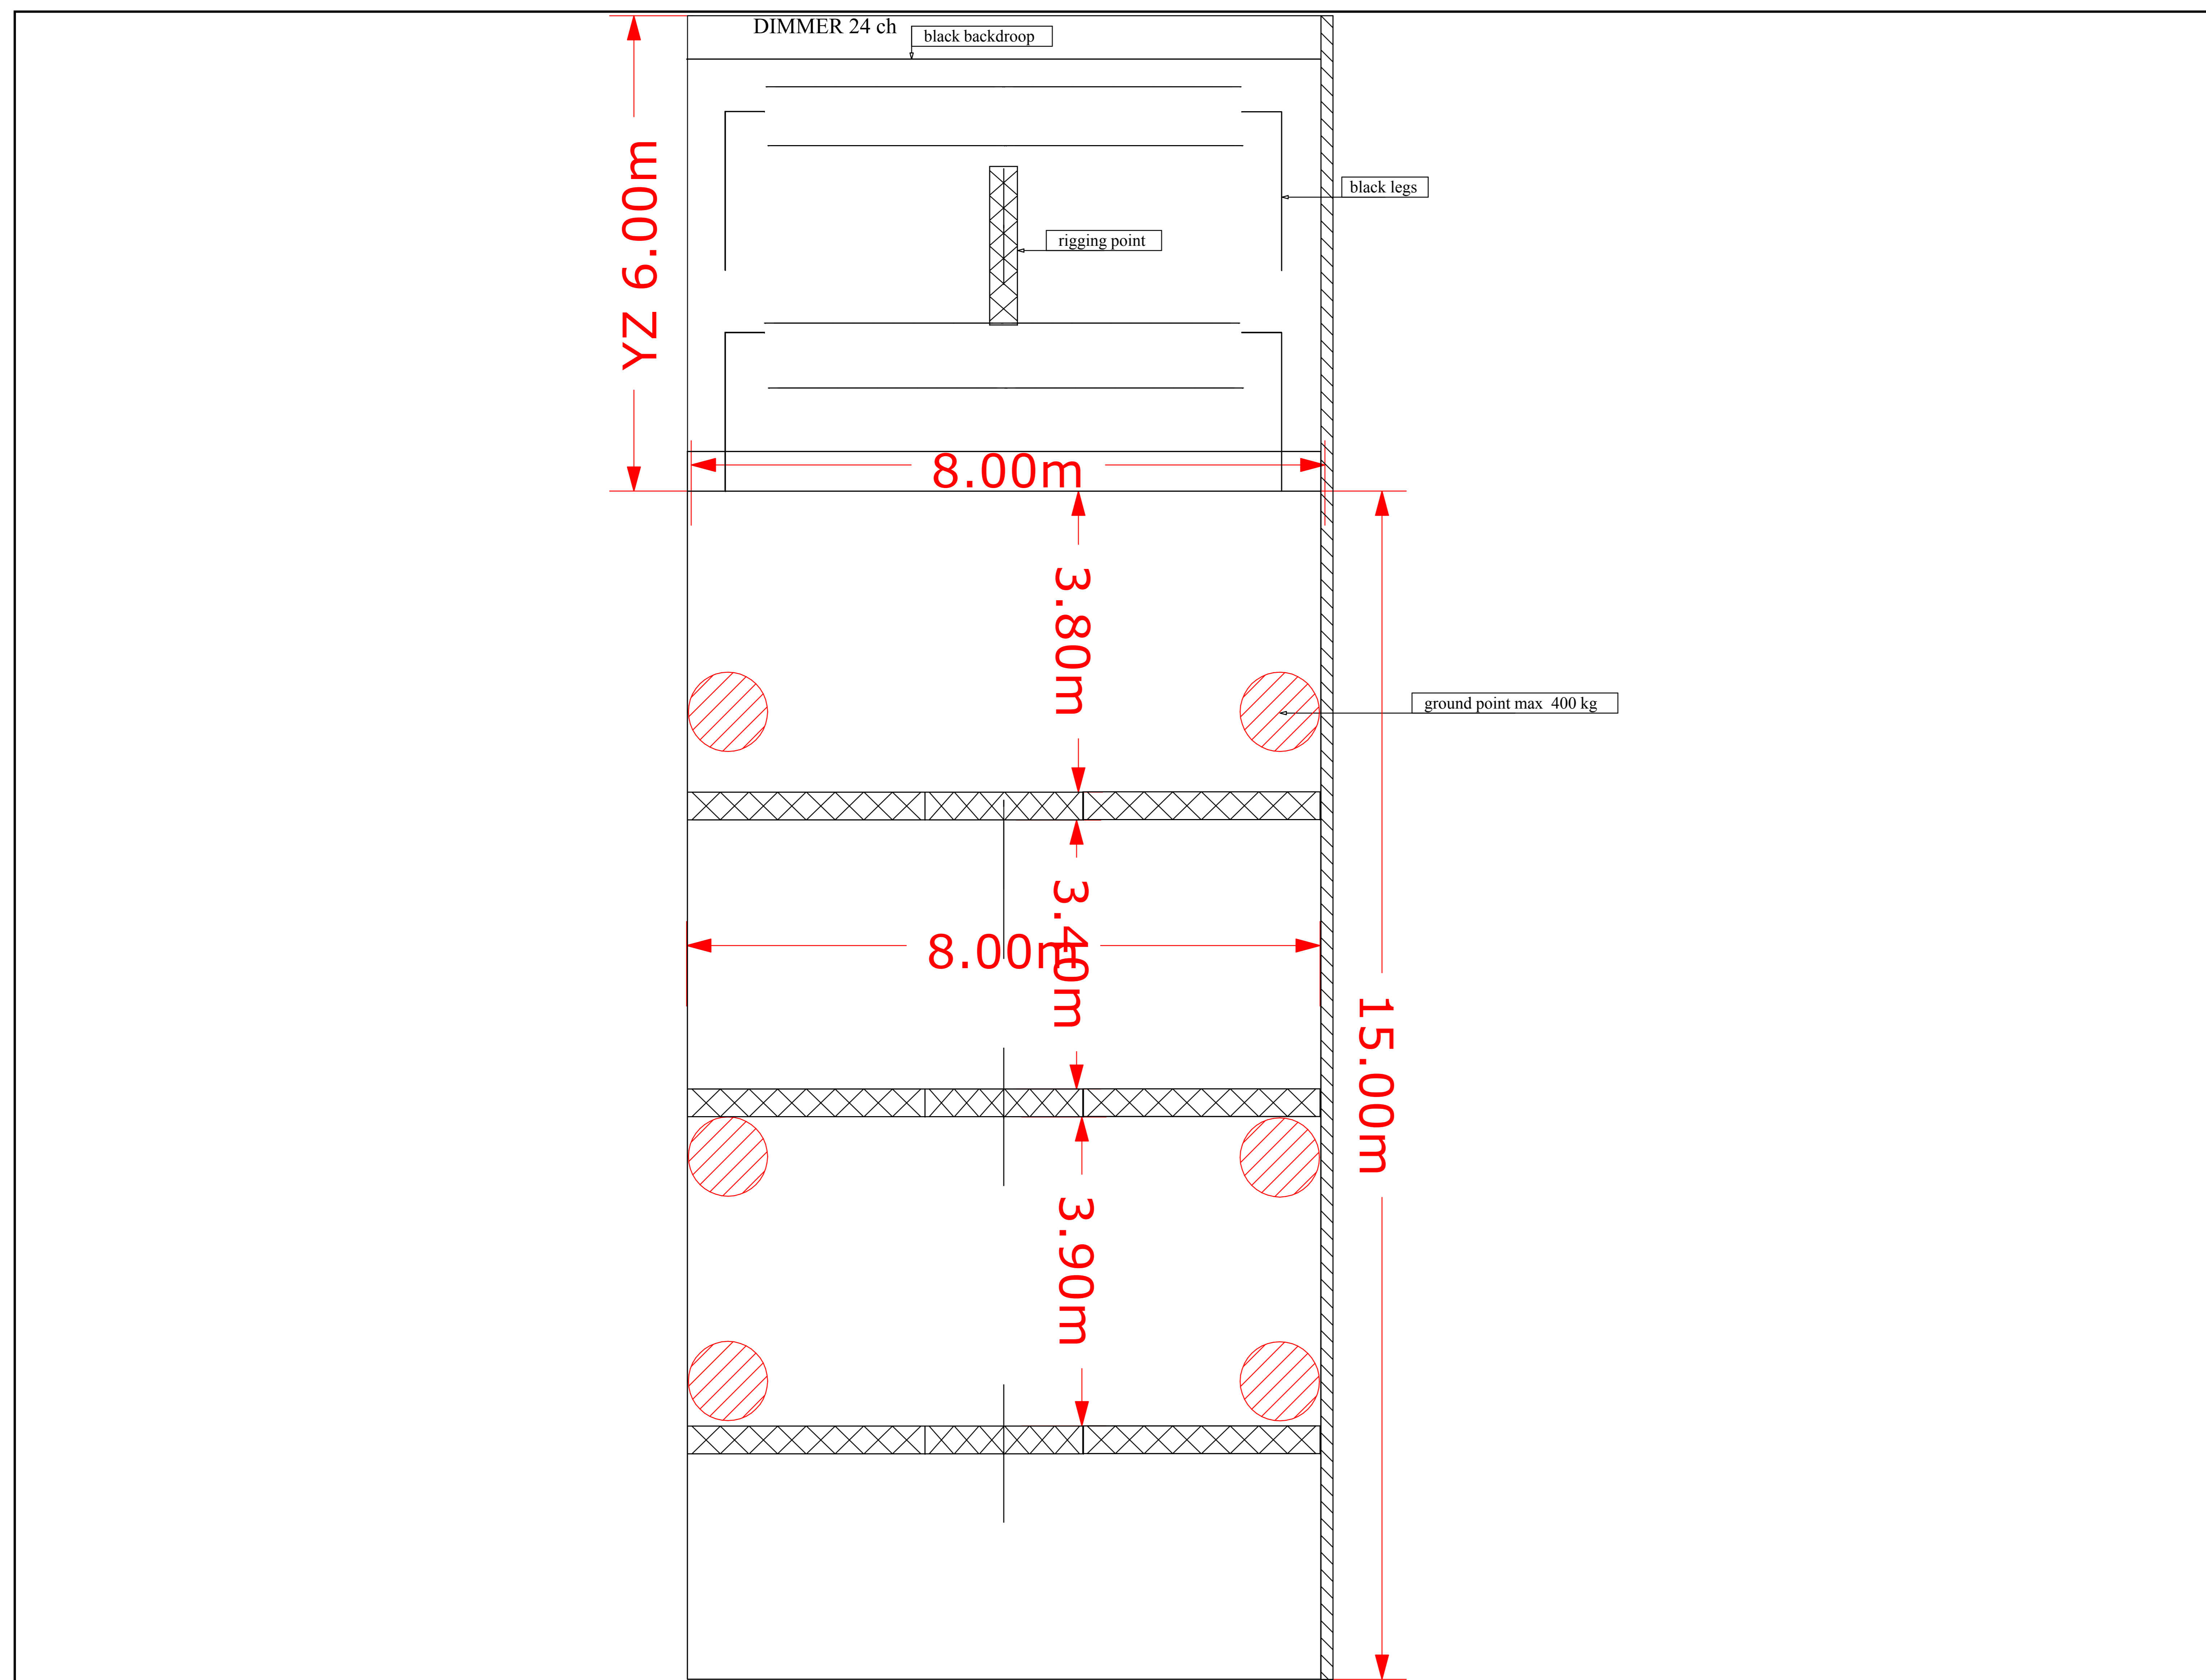 DIMMER 24 ch
black backdroop
black legs
YZ 6.00m
rigging point
8.00m
3.80m
ground point max 400 kg
3.40m
8.00m
15.00m
3.90m